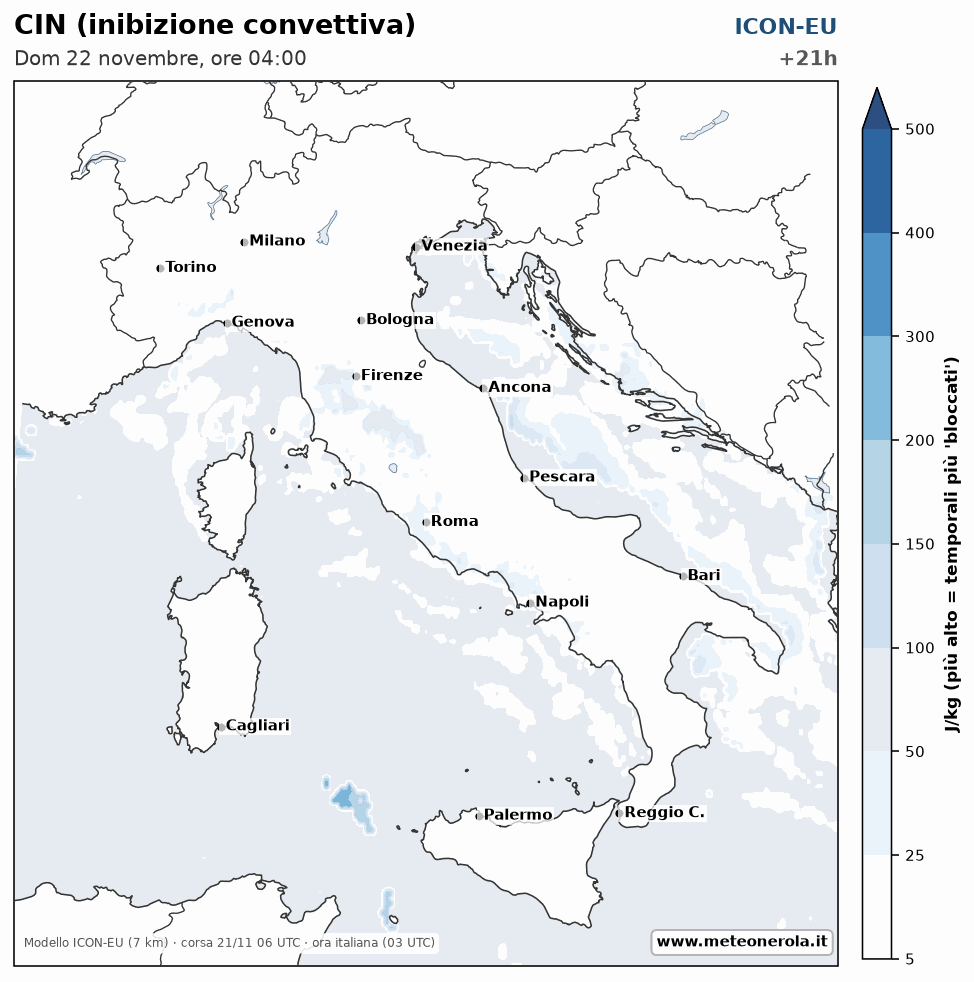 CIN (inibizione convettiva)
ICON-EU
Dom 22 novembre, ore 04:00
+21h
500
400
300
200
150
100
50
25
5
J/kg (più alto = temporali più 'bloccati')
Milano
Venezia
Torino
Genova
Bologna
Firenze
Ancona
Pescara
Roma
Bari
Napoli
Cagliari
Palermo
Reggio C.
Modello ICON-EU (7 km) · corsa 21/11 06 UTC · ora italiana (03 UTC)
www.meteonerola.it